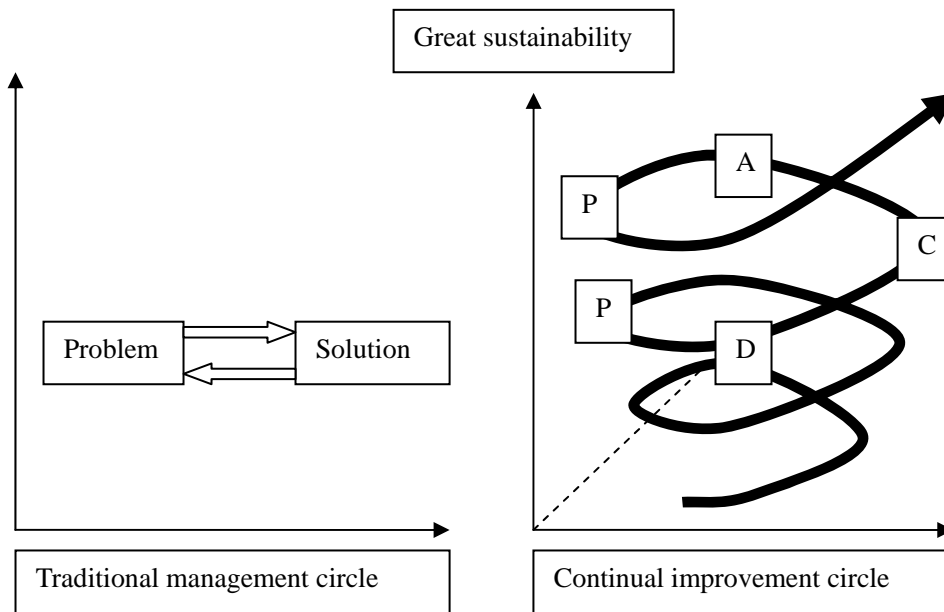 Great sustainability
A
P
C
P
Problem
Solution
D
Traditional management circle
Continual improvement circle